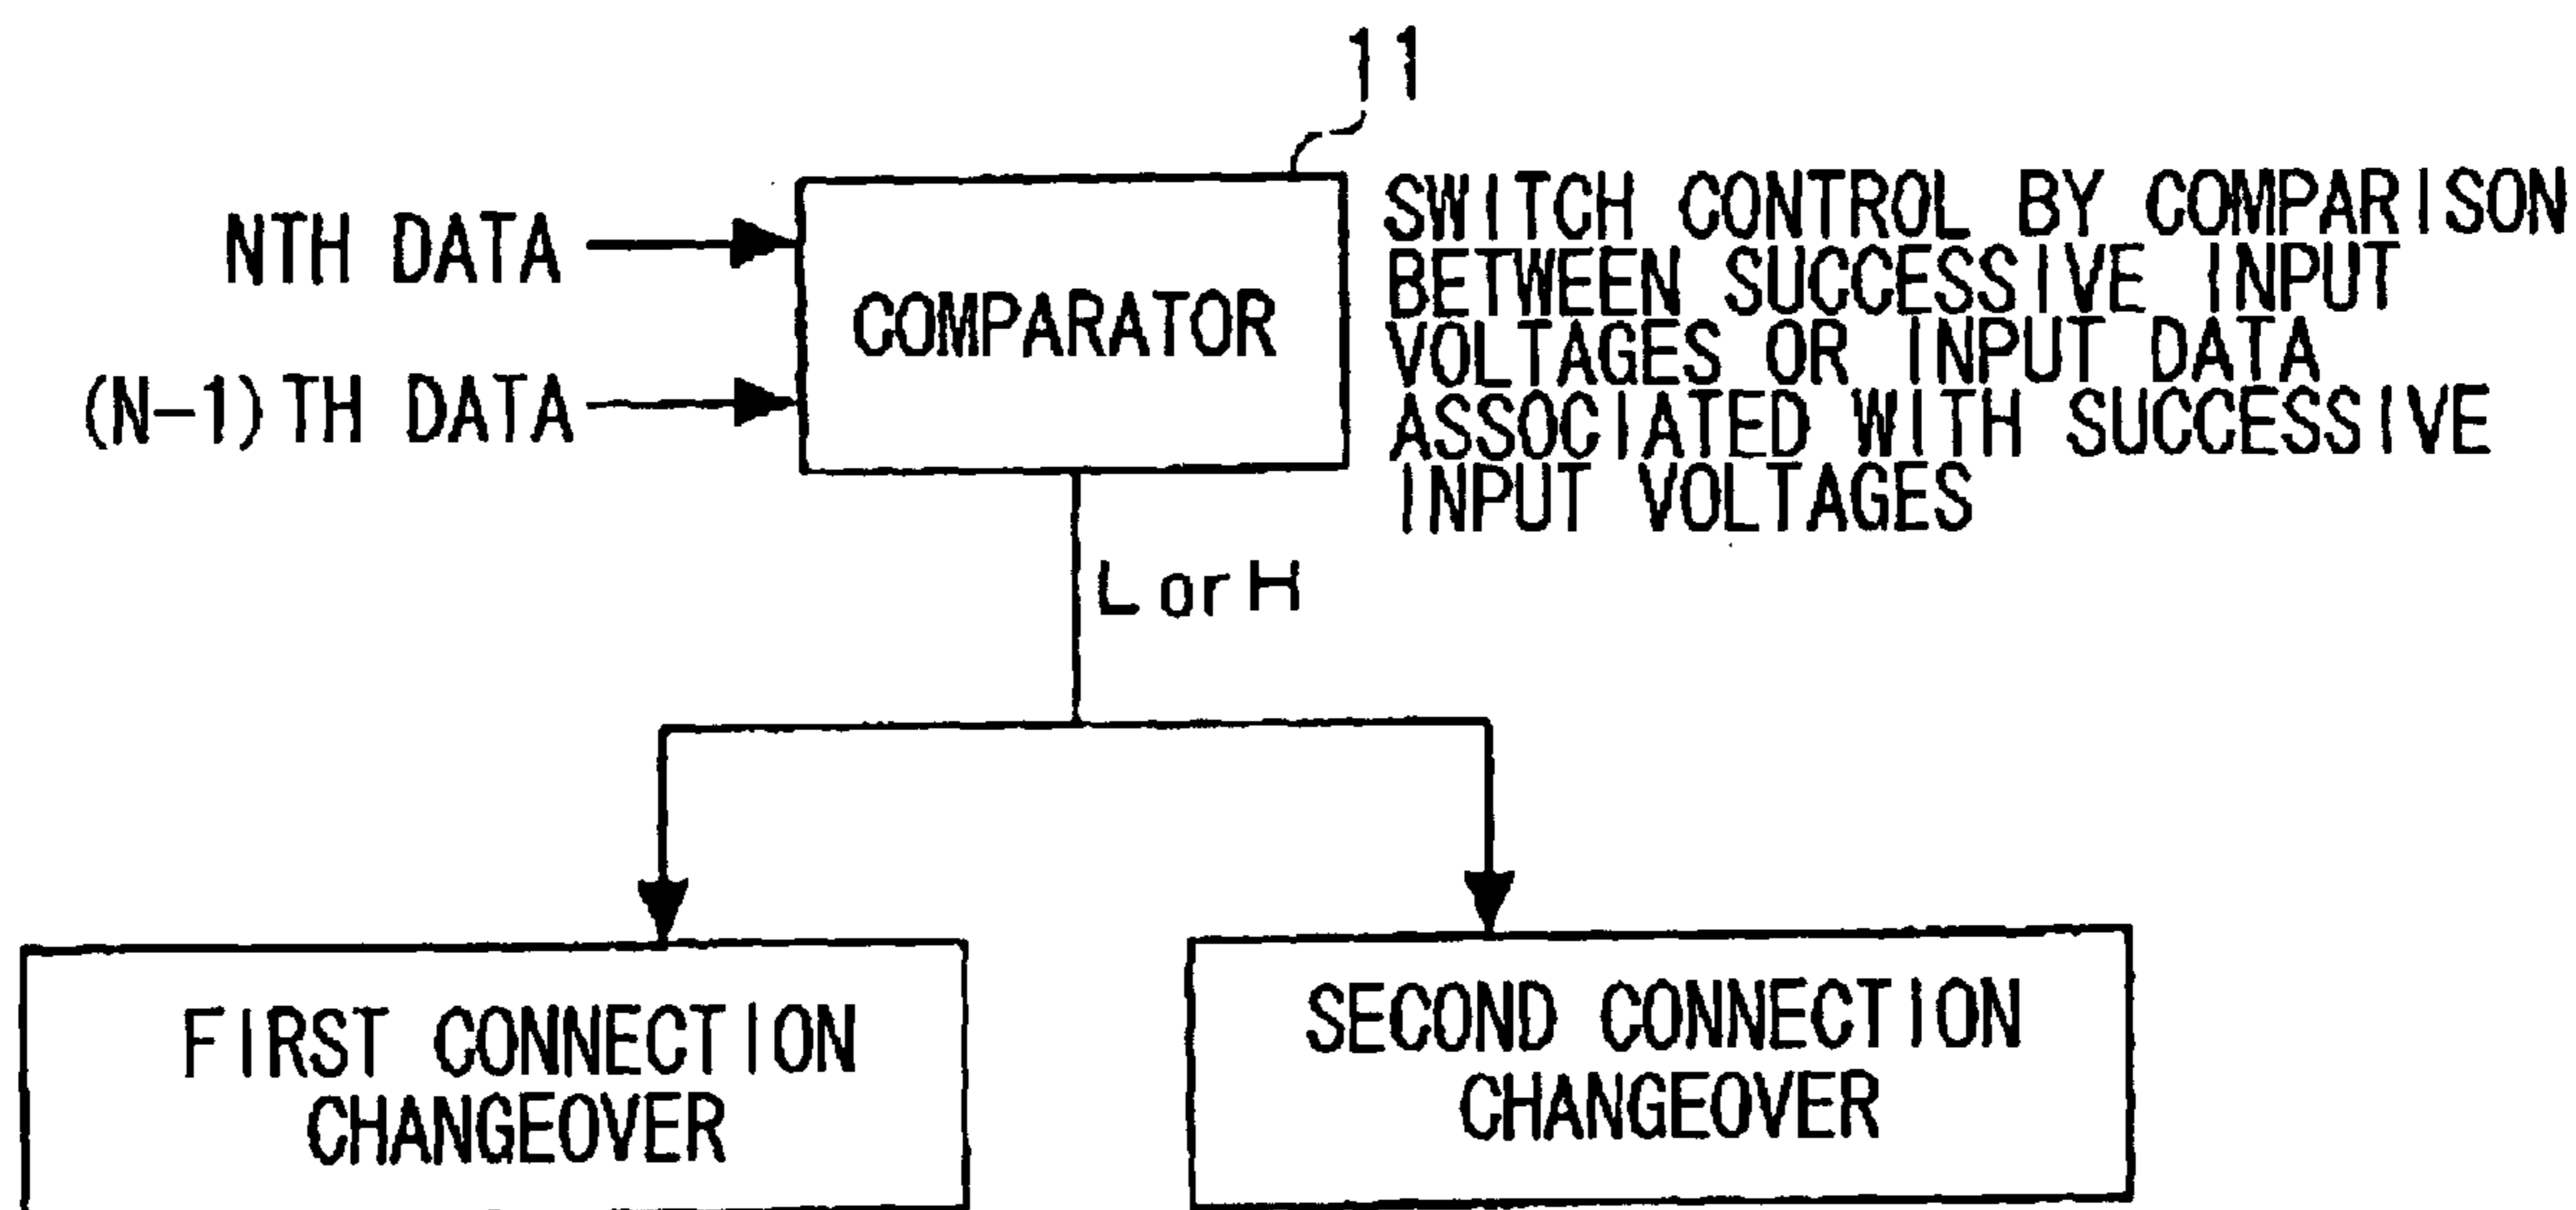 11
NTH DATA
(N-1)TH DATA
COMPARATOR
SWITCH CONTROL BY COMPARISON
BETWEEN SUCCESSIVE INPUT
VOLTAGES OR INPUT DATA
ASSOCIATED WITH SUCCESSIVE
INPUT VOLTAGES
L or H
FIRST CONNECTION
CHANGEOVER
SECOND CONNECTION
CHANGEOVER